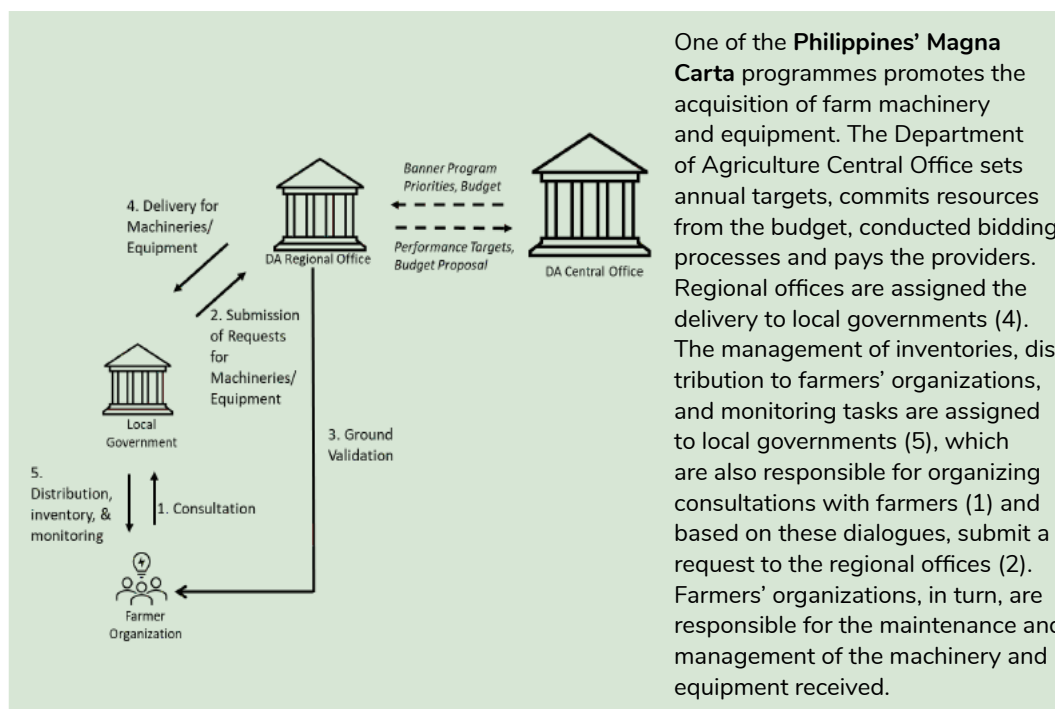 Banner Program
Priorities, Budget
4. Delivery for
Machineries/
Equipment
DA Regional Office
Performance Targets,
Budget Proposal
DA Central Office
2. Submission
of Requests
for
Machineries/
Equipment
Local
Government
3. Ground
Validation
5.
Distribution,
inventory, &
monitoring
1. Consultation
Farmer
Organization
One of the Philippines’ Magna
Carta programmes promotes the
acquisition of farm machinery
and equipment. The Department
of Agriculture Central Office sets
annual targets, commits resources
from the budget, conducted bidding
processes and pays the providers.
Regional offices are assigned the
delivery to local governments (4).
The management of inventories, dis
tribution to farmers’ organizations,
and monitoring tasks are assigned
to local governments (5), which
are also responsible for organizing
consultations with farmers (1) and
based on these dialogues, submit a
request to the regional offices (2).
Farmers’ organizations, in turn, are
responsible for the maintenance and
management of the machinery and
equipment received.